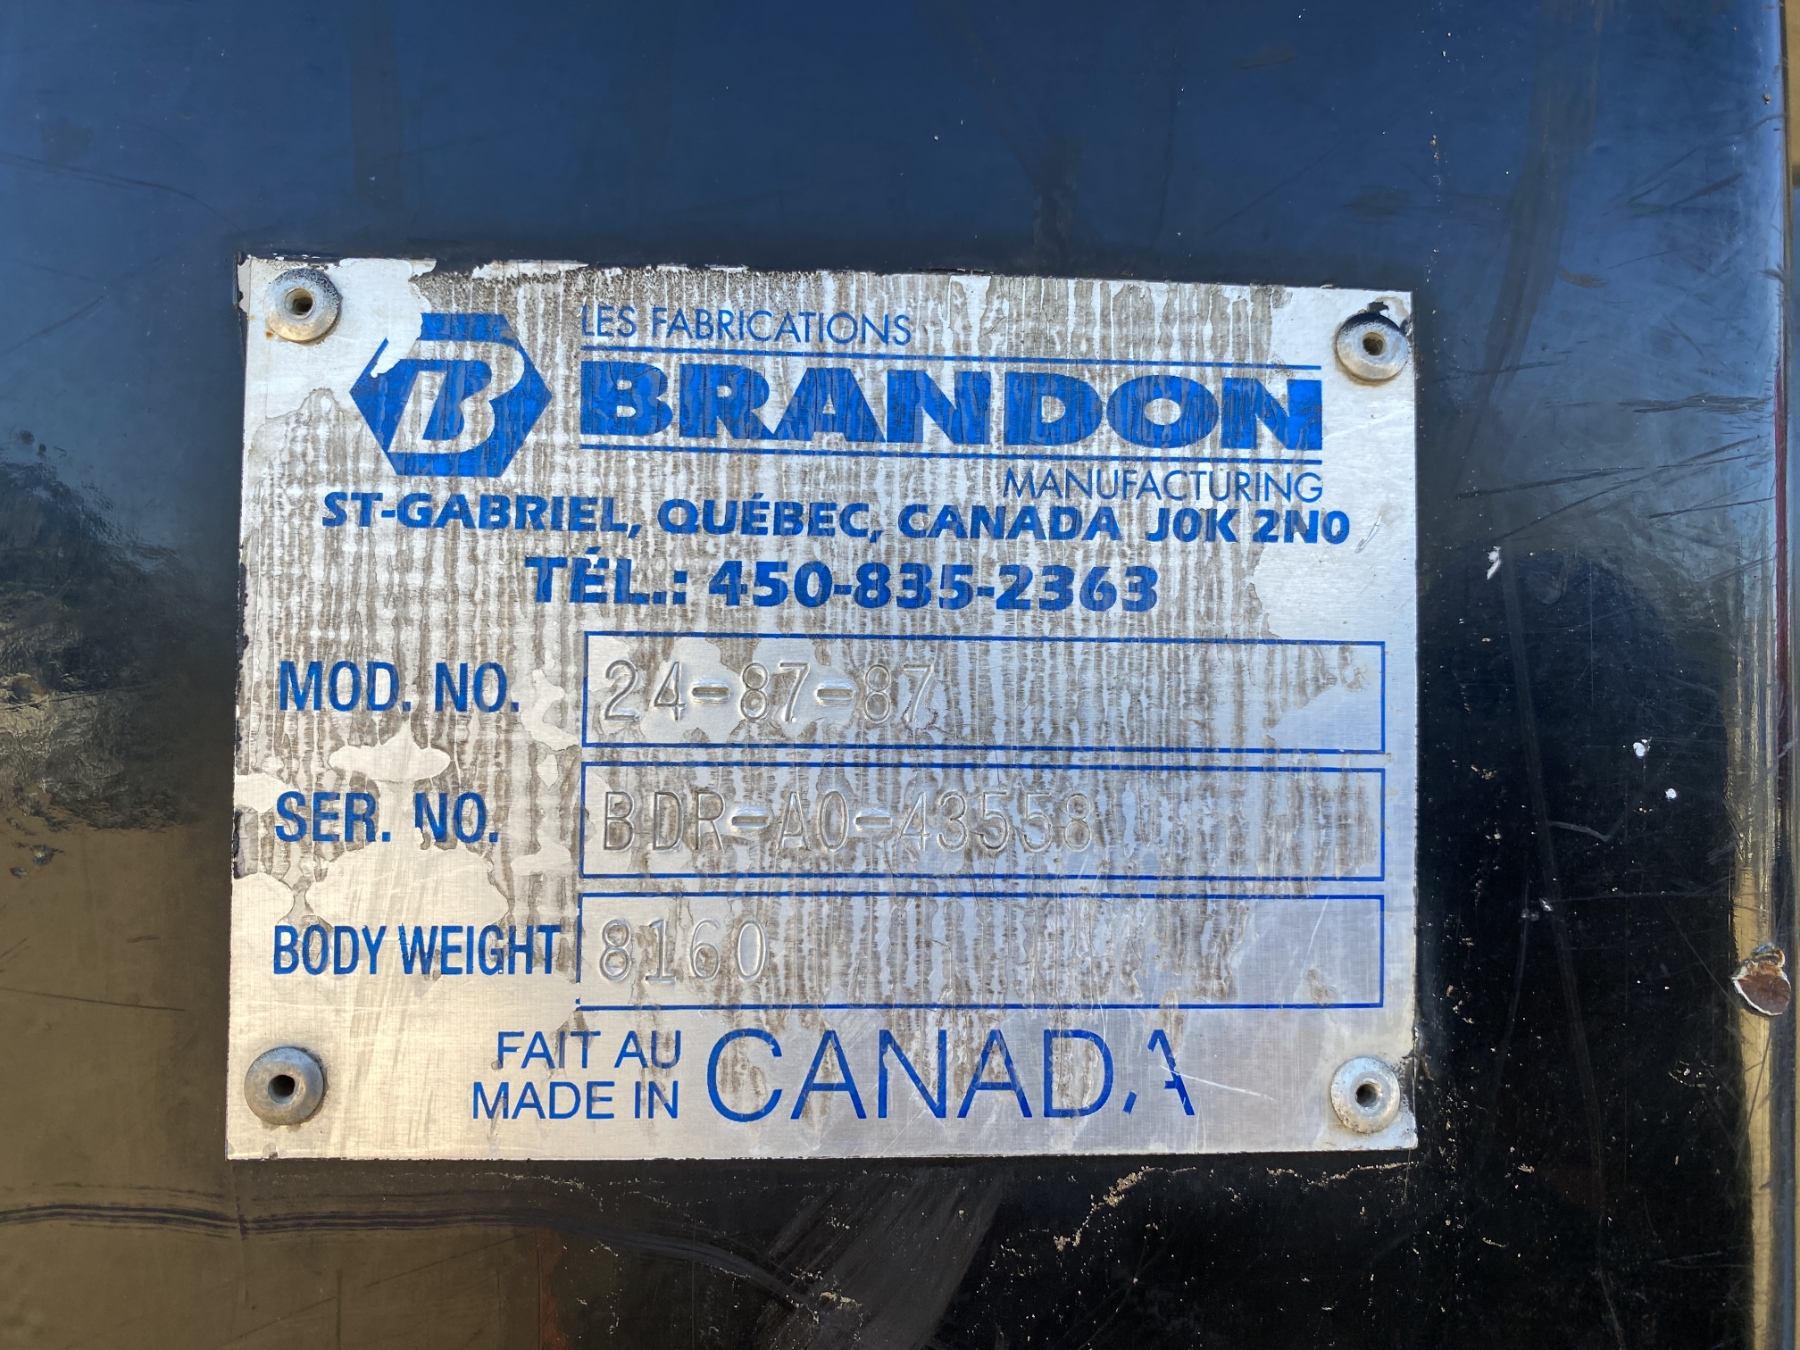 LES FABRICATIONS
B BRANDON
MANUFACTURING
ST-GABRIEL, QUÉBEC, CANADA J0K 2N0
TÉL.: 450-835-2363
MOD. NO. 24-87-87
SER. NO. BDR-A0-43558
BODY WEIGHT 8160
FAIT AU
MADE IN CANADA